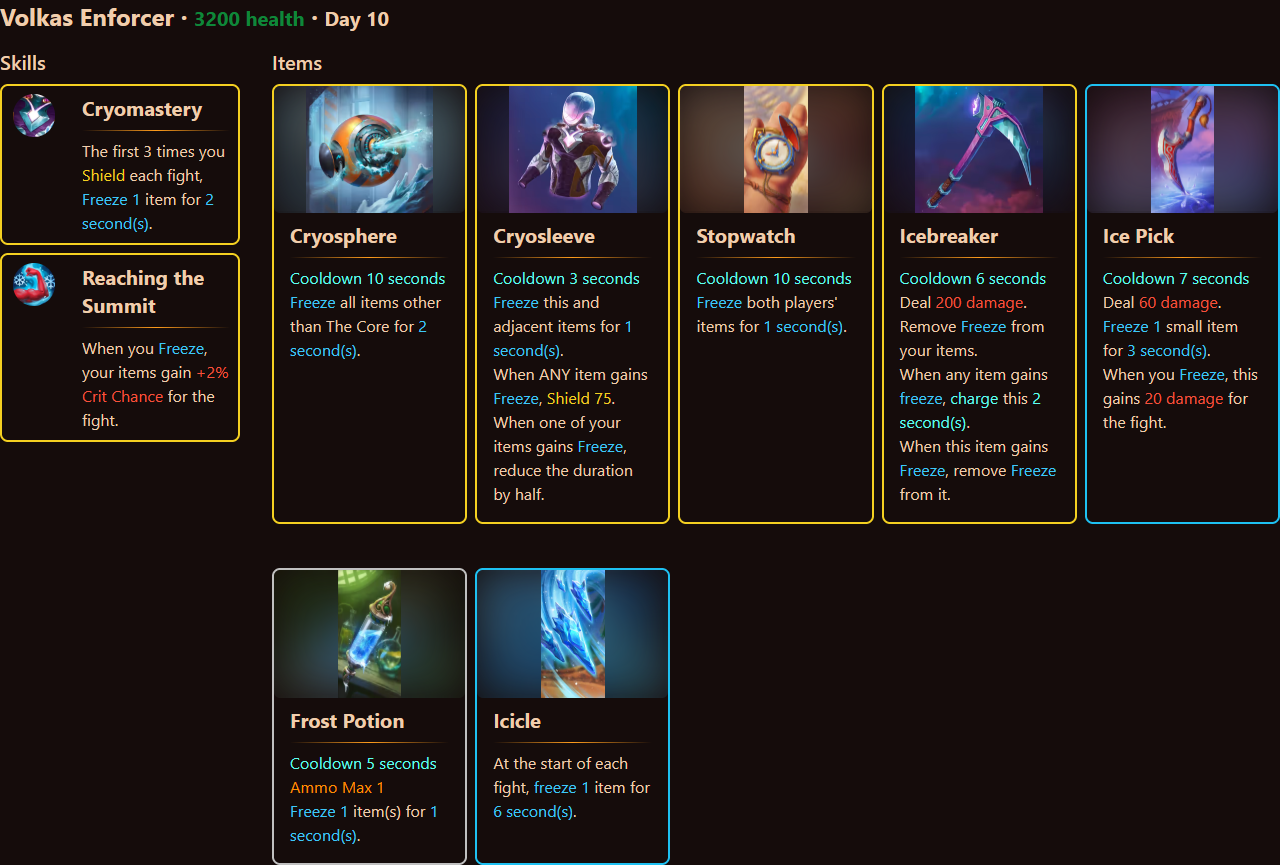 Volkas Enforcer · 3200 health · Day 10
Skills
Cryomastery
The first 3 times you
Shield each fight,
Freeze 1 item for 2
second(s).
Reaching the
Summit
When you Freeze,
your items gain +2%
Crit Chance for the
fight.
Items
Cryosphere
Cooldown 10 seconds
Freeze all items other
than The Core for 2
second(s).
Cryosleeve
Cooldown 3 seconds
Freeze this and
adjacent items for 1
second(s).
When ANY item gains
Freeze, Shield 75.
When one of your
items gains Freeze,
reduce the duration
by half.
Stopwatch
Cooldown 10 seconds
Freeze both players'
items for 1 second(s).
Icebreaker
Cooldown 6 seconds
Deal 200 damage.
Remove Freeze from
your items.
When any item gains
freeze, charge this 2
second(s).
When this item gains
Freeze, remove Freeze
from it.
Ice Pick
Cooldown 7 seconds
Deal 60 damage.
Freeze 1 small item
for 3 second(s).
When you Freeze, this
gains 20 damage for
the fight.
Frost Potion
Cooldown 5 seconds
Ammo Max 1
Freeze 1 item(s) for 1
second(s).
Icicle
At the start of each
fight, freeze 1 item for
6 second(s).